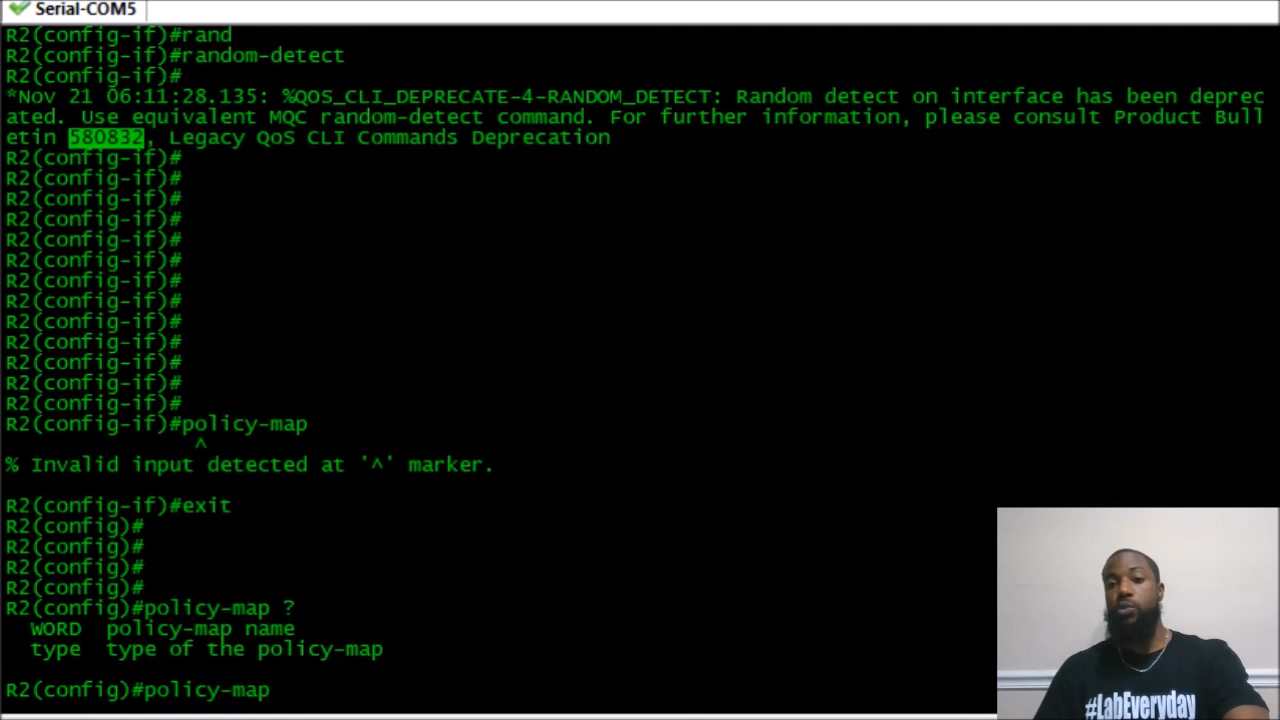 Serial-COM5
R2(config-if)#rand
R2(config-if)#random-detect
R2(config-if)#
*Nov 21 06:11:28.135: %QOS_CLI_DEPRECATE-4-RANDOM_DETECT: Random detect on interface has been deprec
ated. Use equivalent MQC random-detect command. For further information, please consult Product Bull
etin 580832, Legacy QoS CLI Commands Deprecation
R2(config-if)#
R2(config-if)#
R2(config-if)#
R2(config-if)#
R2(config-if)#
R2(config-if)#
R2(config-if)#
R2(config-if)#
R2(config-if)#
R2(config-if)#
R2(config-if)#
R2(config-if)#
R2(config-if)#
R2(config-if)#policy-map
^
% Invalid input detected at '^' marker.
R2(config-if)#exit
R2(config)#
R2(config)#
R2(config)#
R2(config)#
R2(config)#policy-map ?
WORD policy-map name
type type of the policy-map
R2(config)#policy-map
#LabEveryday